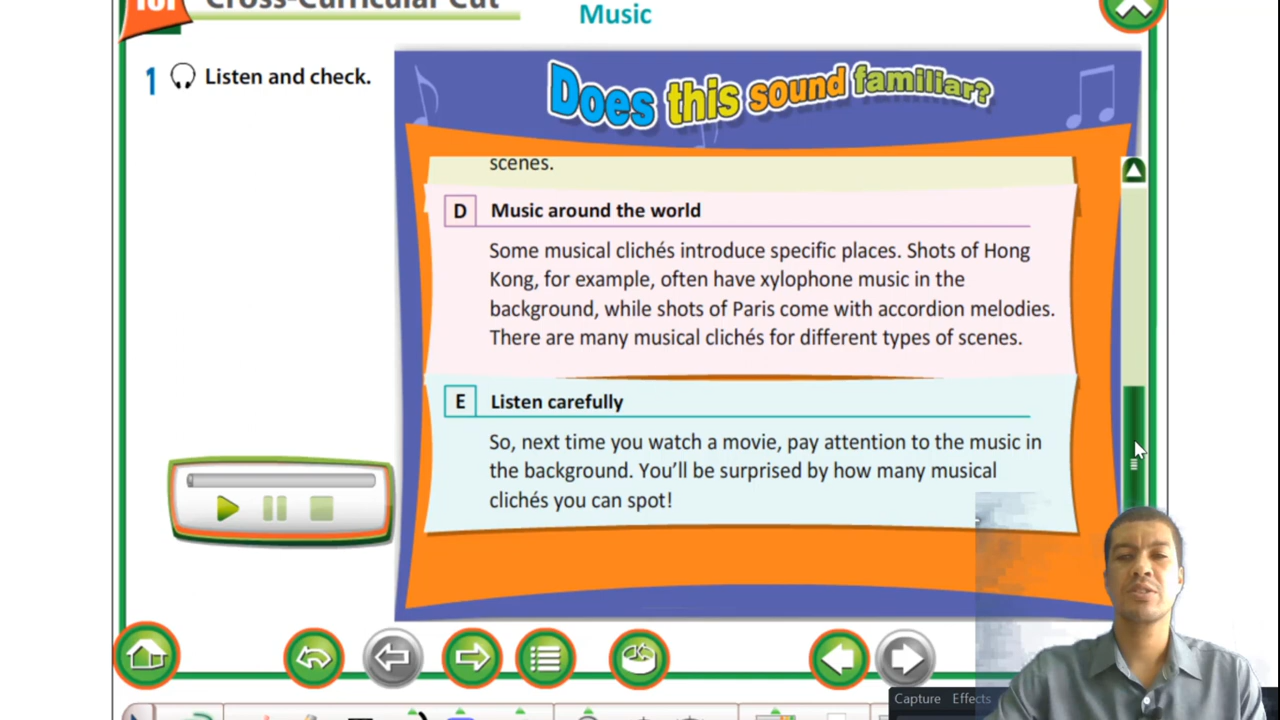 Cross-Curricular Cut
Music
1 Listen and check.
Does this sound familiar?
scenes.
D Music around the world
Some musical clichés introduce specific places. Shots of Hong
Kong, for example, often have xylophone music in the
background, while shots of Paris come with accordion melodies.
There are many musical clichés for different types of scenes.
E Listen carefully
So, next time you watch a movie, pay attention to the music in
the background. You'll be surprised by how many musical
clichés you can spot!
Capture Effects